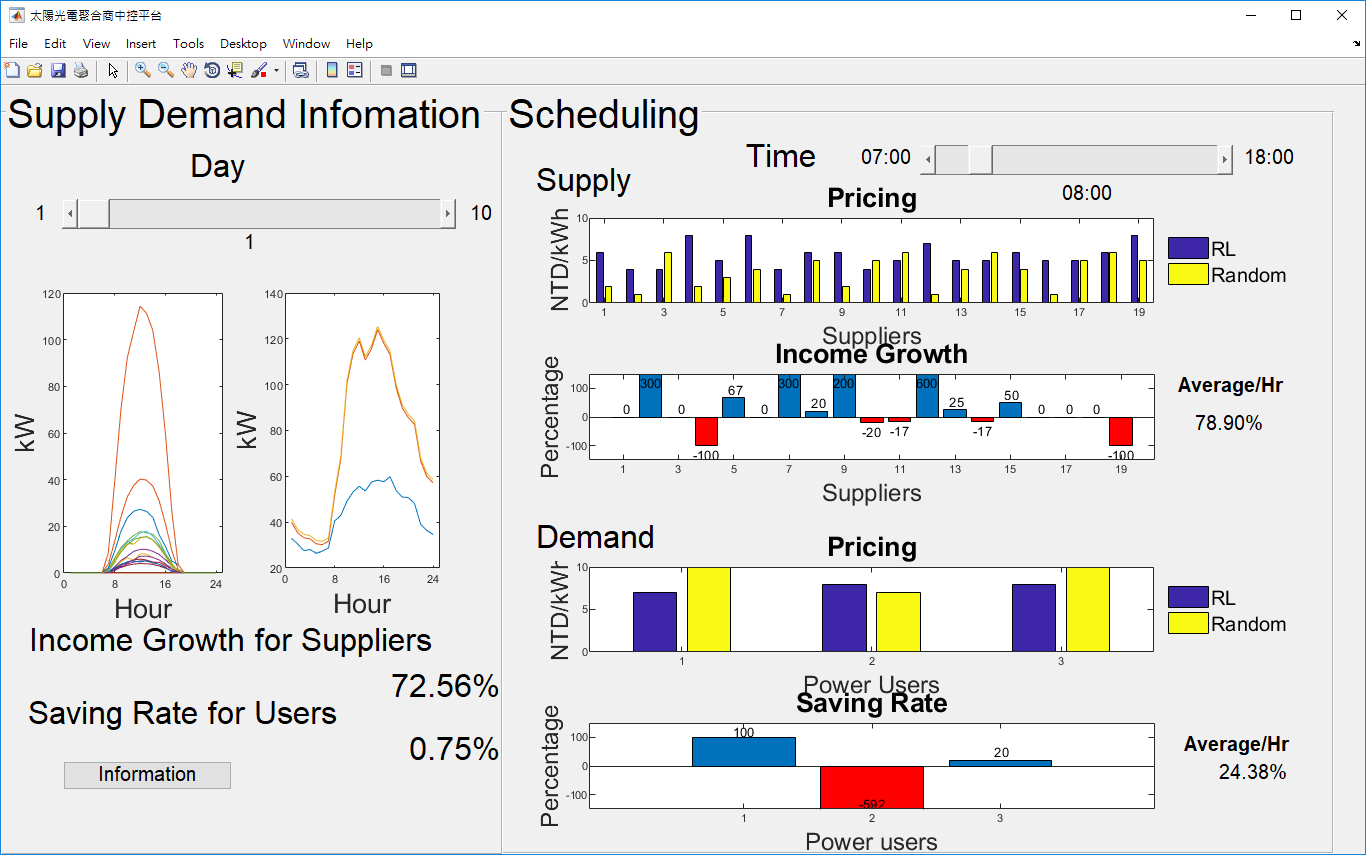 太陽光電聚合商中控平台
File Edit View Insert Tools Desktop Window Help
Supply Demand Infomation
Day
1 10
1
120
100
80
60
40
20
0
kW
0 8 16 24
Hour
140
120
100
80
60
40
20
kW
0 8 16 24
Hour
Income Growth for Suppliers
72.56%
Saving Rate for Users
0.75%
Information
Scheduling
Time 07:00 18:00
08:00
Supply
Pricing
NTD/kWh
10
5
0
1 3 5 7 9 11 13 15 17 19
Suppliers
RL
Random
Income Growth
Percentage
100
0
-100
0 300 0 -100 67 0 300 20 200 -20 -17 600 25 -17 50 0 0 0 -100
1 3 5 7 9 11 13 15 17 19
Suppliers
Average/Hr
78.90%
Demand
Pricing
NTD/kWh
10
5
0
1 2 3
Power Users
RL
Random
Saving Rate
Percentage
100
0
-100
100 -592 20
1 2 3
Power users
Average/Hr
24.38%